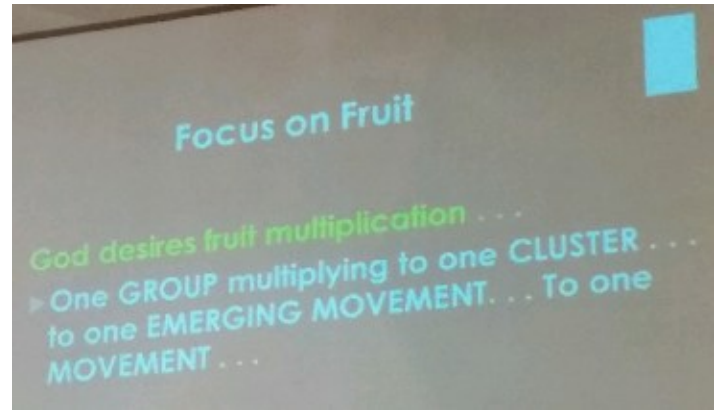 Focus on Fruit
God desires fruit multiplication . . .
▸One GROUP multiplying to one CLUSTER . . .
to one EMERGING MOVEMENT. . . To one
MOVEMENT . . .